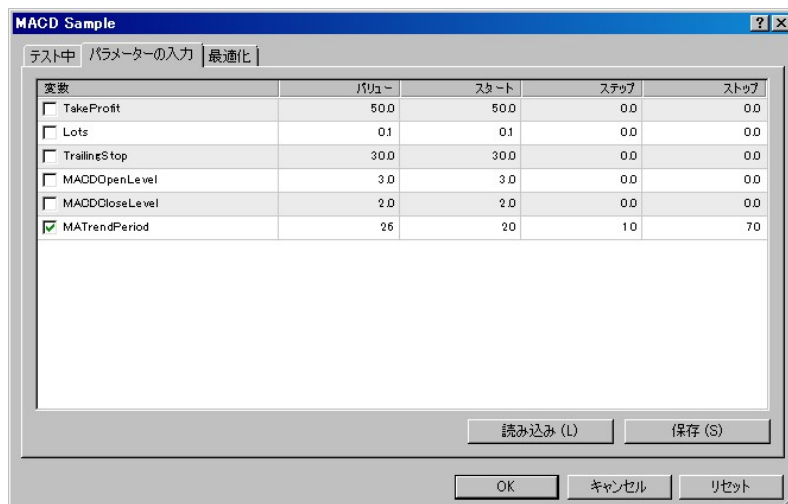 MACD Sample
テスト中 パラメーターの入力 最適化
変数 バリュー スタート ステップ ストップ
TakeProfit 50.0 50.0 0.0 0.0
Lots 0.1 0.1 0.0 0.0
TrailingStop 30.0 30.0 0.0 0.0
MACDOpenLevel 3.0 3.0 0.0 0.0
MACDCloseLevel 2.0 2.0 0.0 0.0
MATrendPeriod 26 20 10 70
読み込み (L) 保存 (S)
OK キャンセル リセット